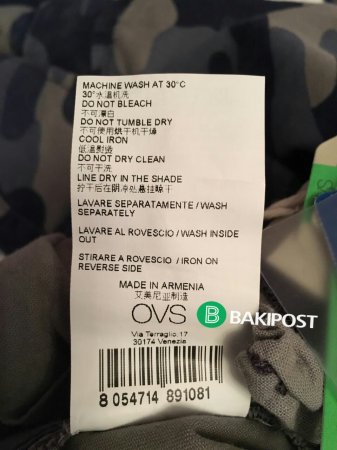 MACHINE WASH AT 30°C
30°水温机洗
DO NOT BLEACH
不可漂白
DO NOT TUMBLE DRY
不可使用烘干机干燥
COOL IRON
低温熨烫
DO NOT DRY CLEAN
不可干洗
LINE DRY IN THE SHADE
拧干后在阴凉处悬挂晾干
LAVARE SEPARATAMENTE / WASH
SEPARATELY
LAVARE AL ROVESCIO / WASH INSIDE
OUT
STIRARE A ROVESCIO / IRON ON
REVERSE SIDE
MADE IN ARMENIA
艾美尼亚制造
OVS
B BAKIPOST
Via Terraglio, 17
30174 Venezia
8 054714 891081